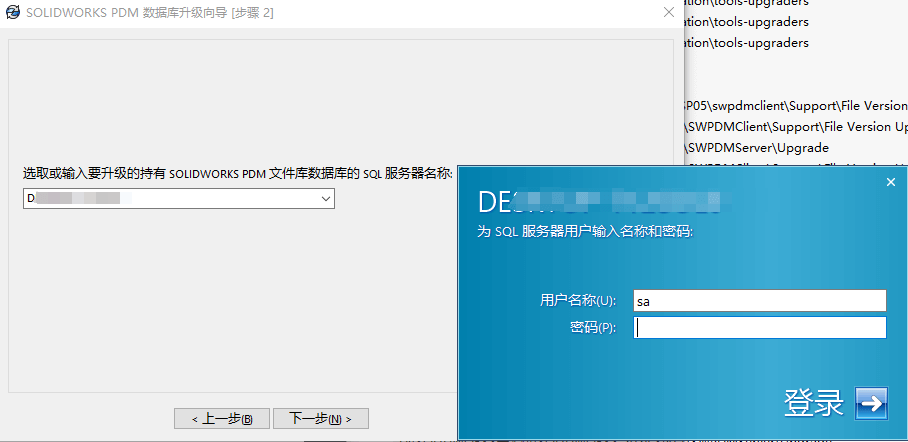 SOLIDWORKS PDM 数据库升级向导 [步骤 2]
ation\tools-upgraders
ation\tools-upgraders
ation\tools-upgraders
SP05\swpdmclient\Support\File Version
\SWPDMClient\Support\File Version Up
\SWPDMServer\Upgrade
选取或输入要升级的持有 SOLIDWORKS PDM 文件库数据库的 SQL 服务器名称:
D
DES
为 SQL 服务器用户输入名称和密码:
用户名称(U):
sa
密码(P):
登录
< 上一步(B)
下一步(N) >